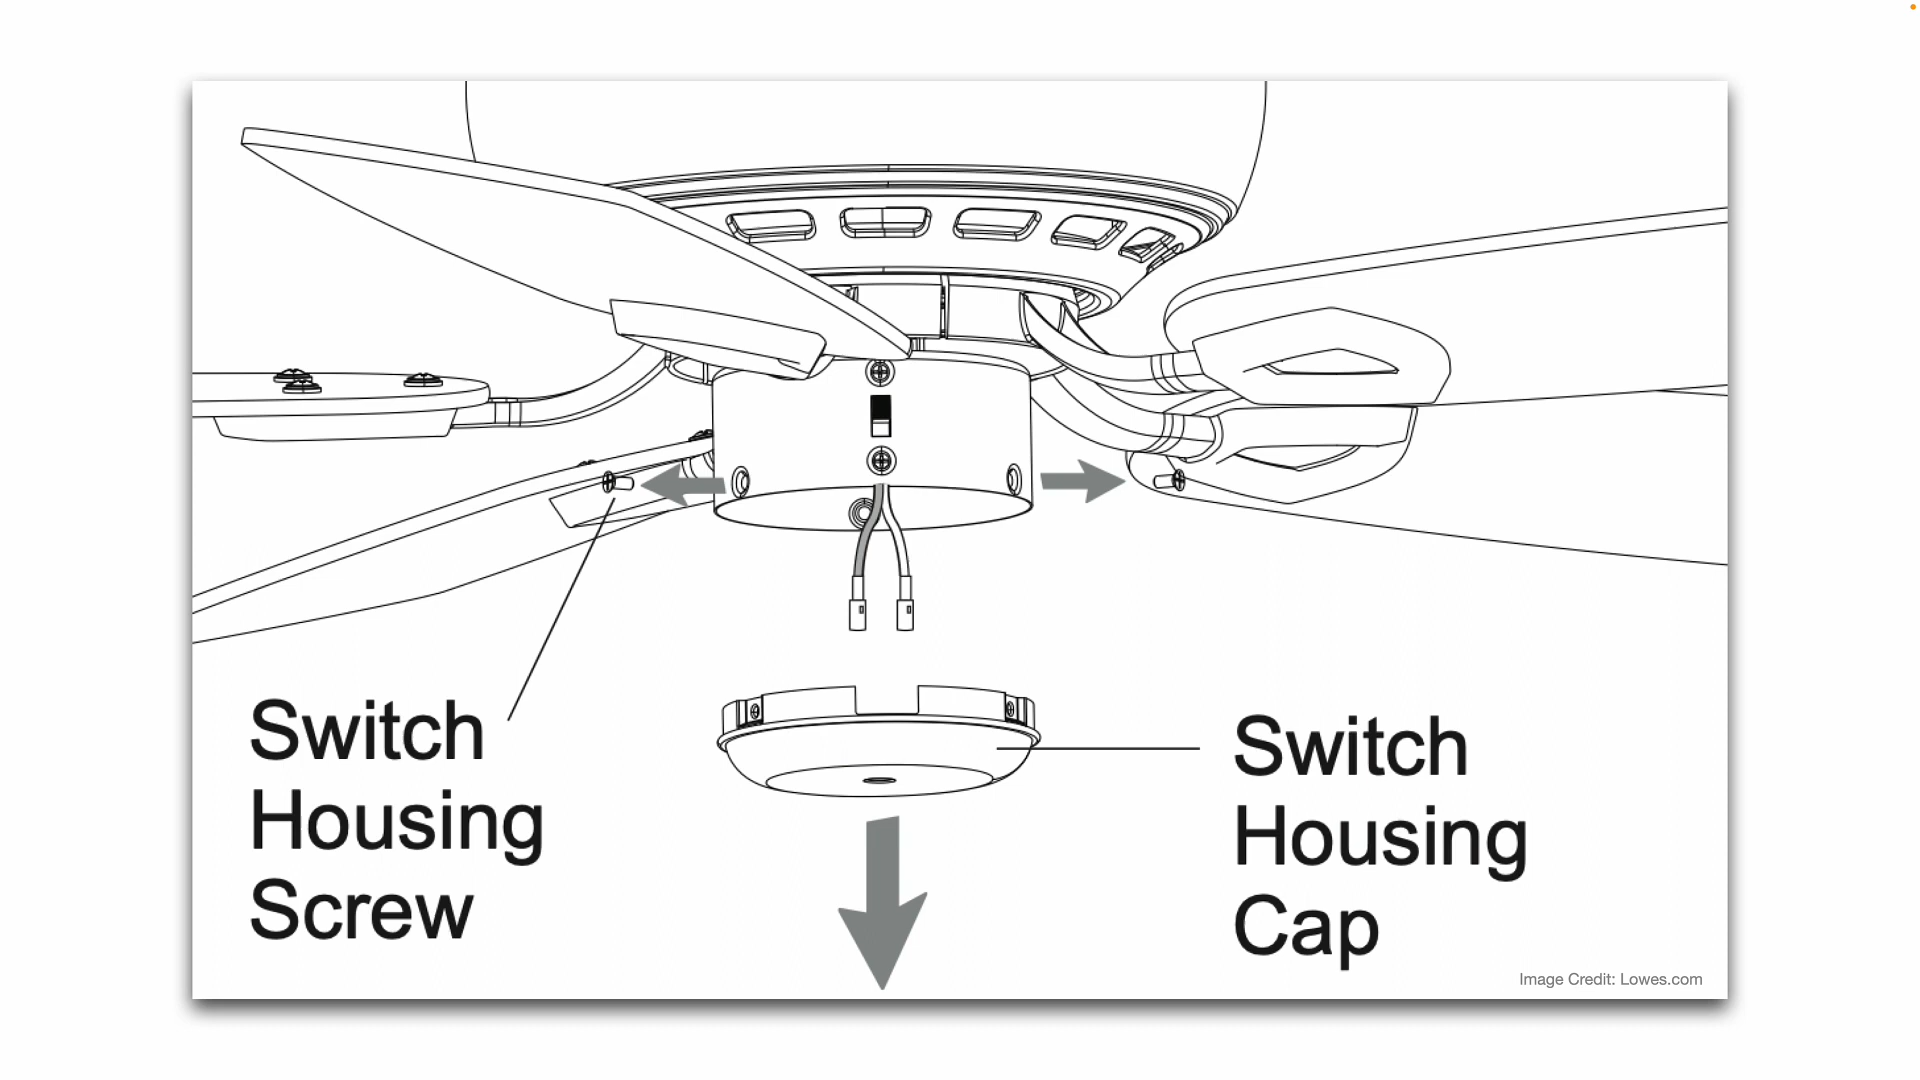 Switch
Housing
Screw
Switch
Housing
Cap
Image Credit: Lowes.com